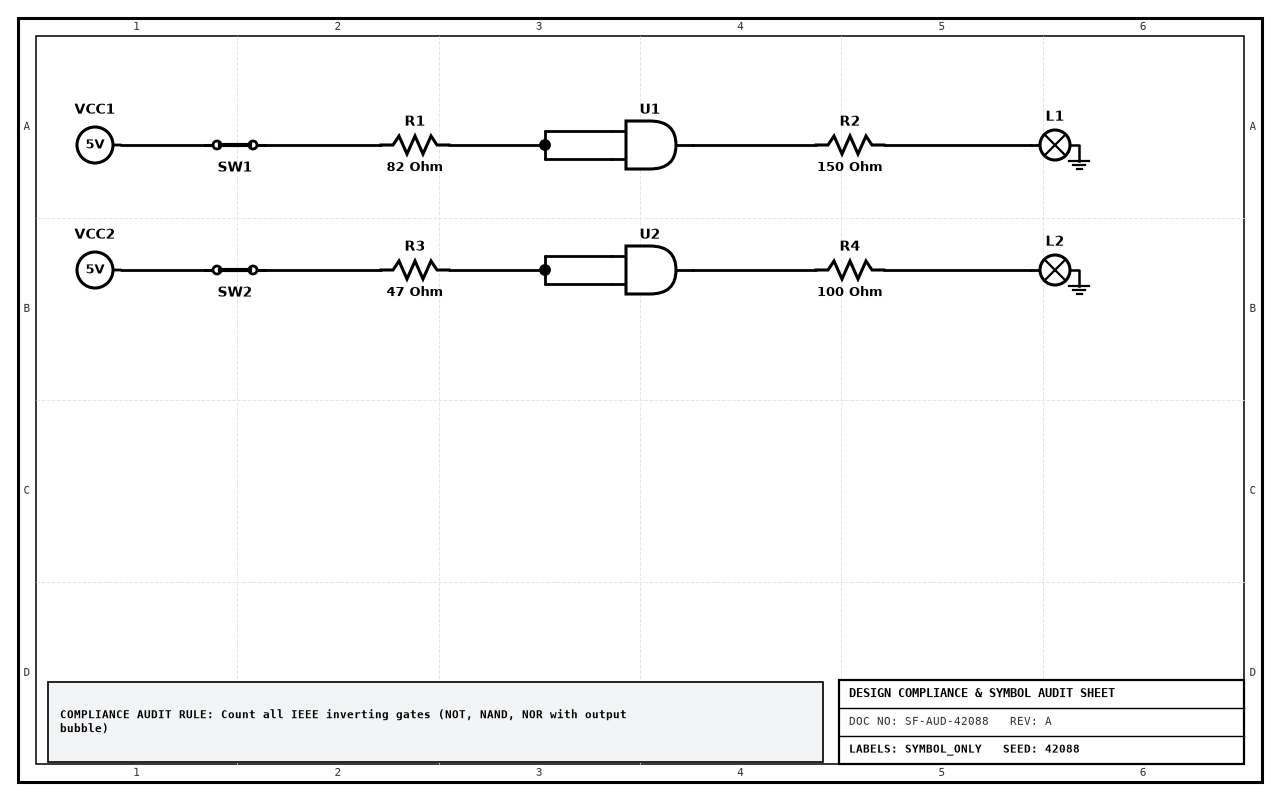 1 2 3 4 5 6
VCC1 U1
R1 R2 L1
A 5V A
SW1 82 Ohm 150 Ohm
VCC2 U2
R3 R4 L2
5V
SW2 47 Ohm 100 Ohm
B B
C C
D D
DESIGN COMPLIANCE & SYMBOL AUDIT SHEET
COMPLIANCE AUDIT RULE: Count all IEEE inverting gates (NOT, NAND, NOR with output
bubble)
DOC NO: SF-AUD-42088 REV: A
LABELS: SYMBOL_ONLY SEED: 42088
1 2 3 4 5 6